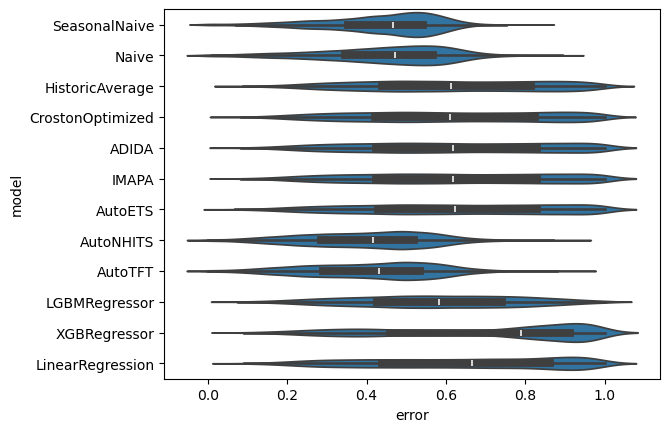 SeasonalNaive
Naive
HistoricAverage
CrostonOptimized
ADIDA
IMAPA
AutoETS
AutoNHITS
AutoTFT
LGBMRegressor
XGBRegressor
LinearRegression
model
0.0 0.2 0.4 0.6 0.8 1.0
error